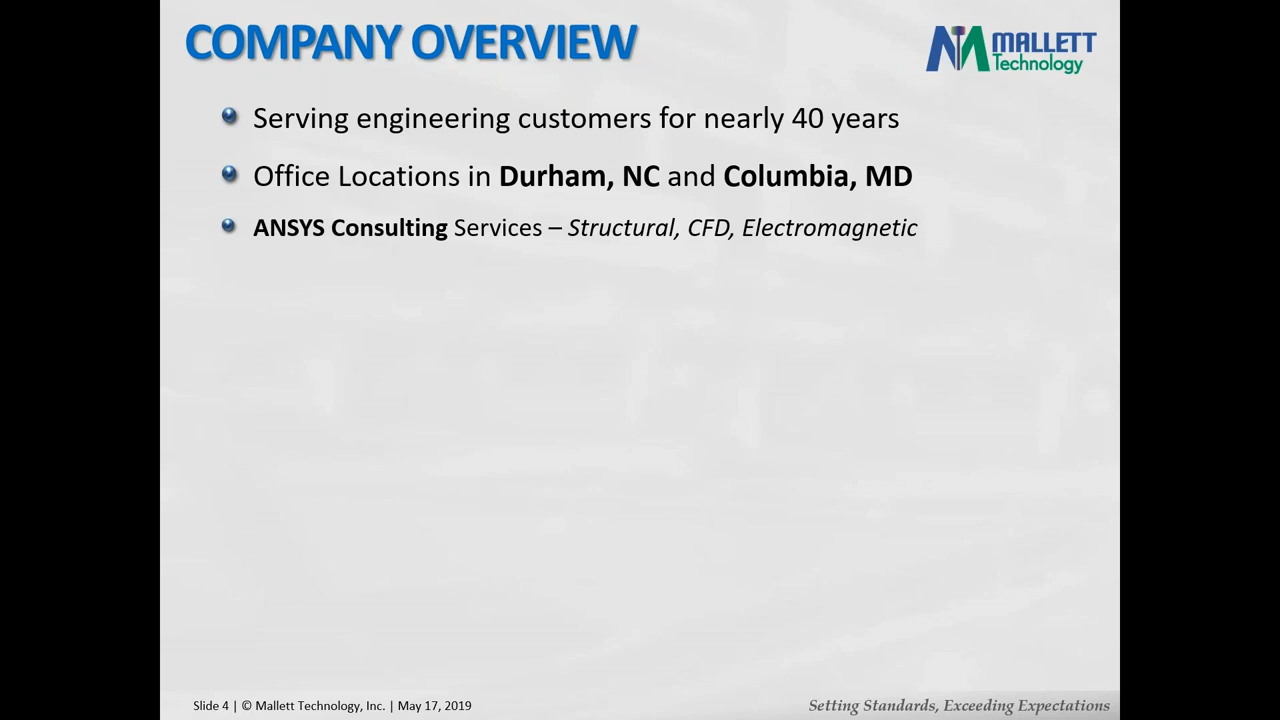 COMPANY OVERVIEW
MALLETT
Technology
Serving engineering customers for nearly 40 years
Office Locations in Durham, NC and Columbia, MD
ANSYS Consulting Services – Structural, CFD, Electromagnetic
Slide 4 | © Mallett Technology, Inc. | May 17, 2019
Setting Standards, Exceeding Expectations